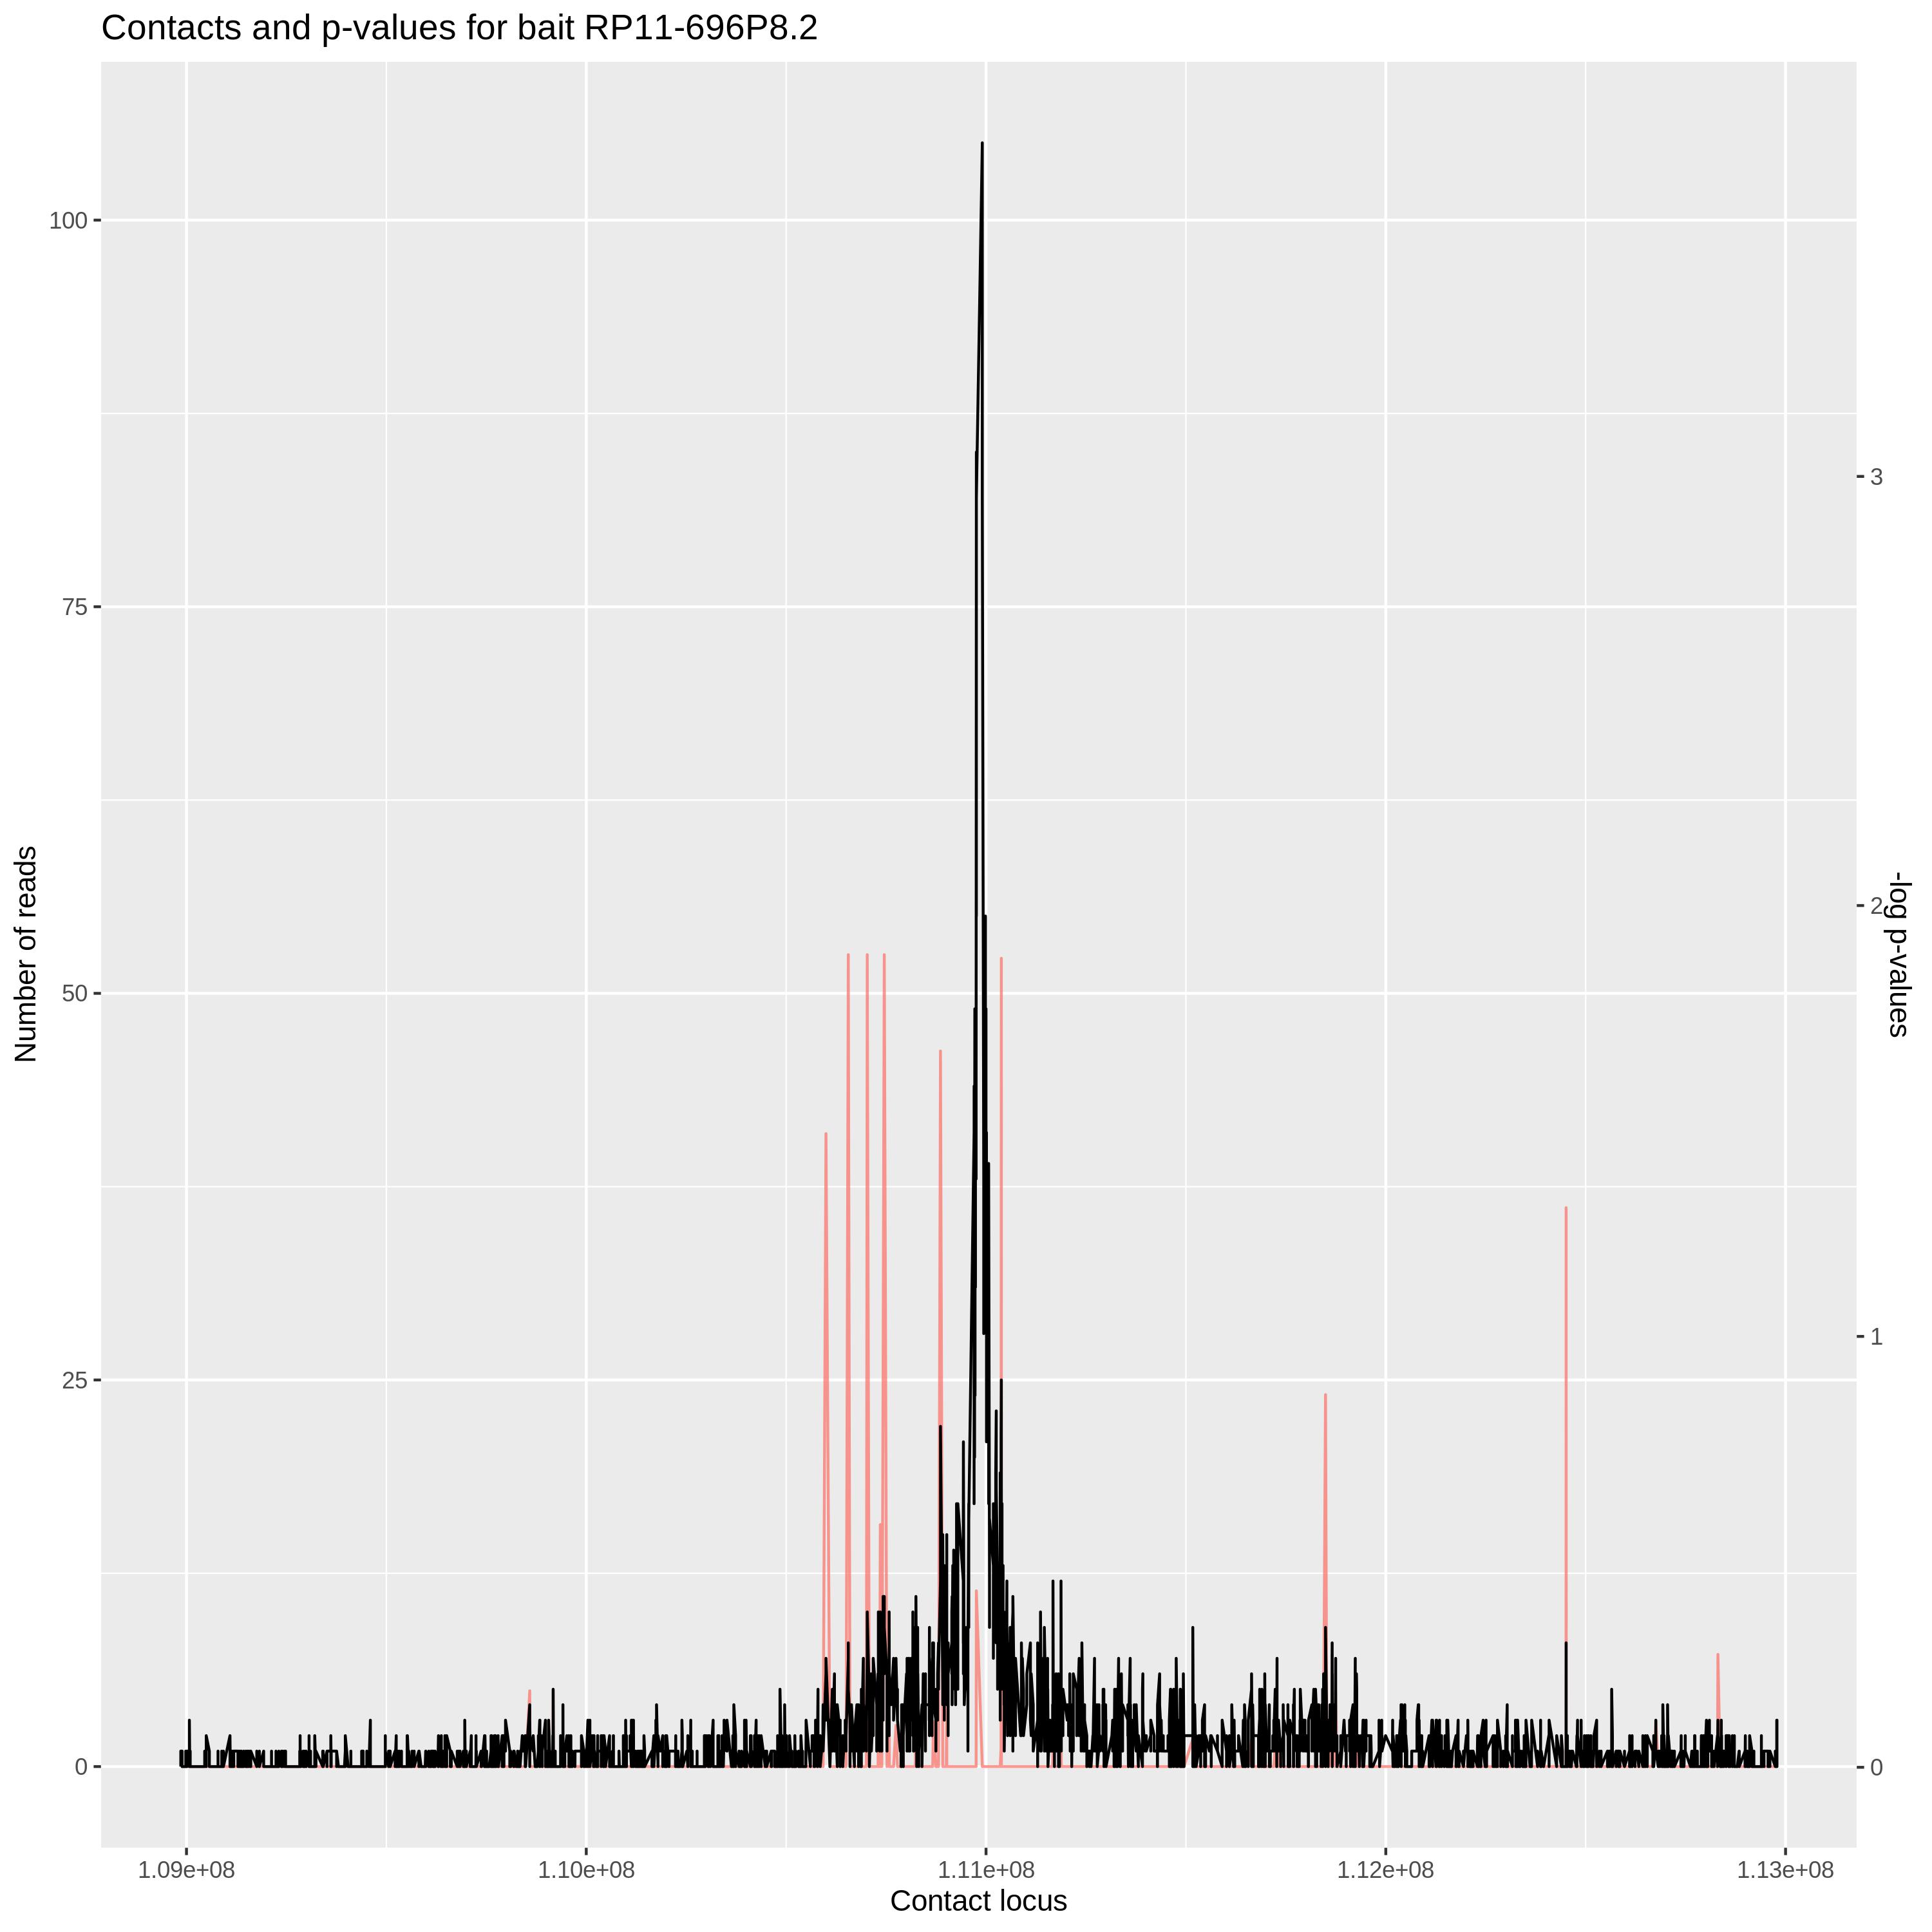 Contacts and p-values for bait RP11-696P8.2
100
75
50
25
0
Number of reads
3
2
1
0
-log p-values
1.09e+08
1.10e+08
1.11e+08
1.12e+08
1.13e+08
Contact locus